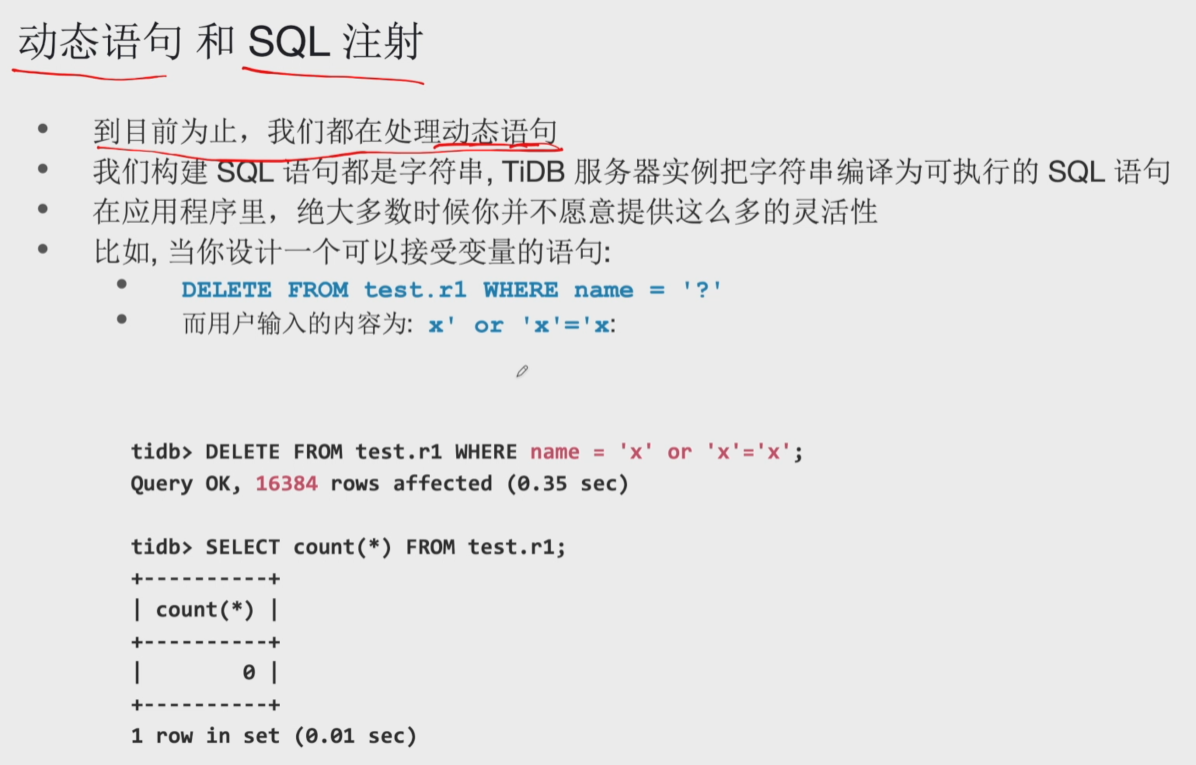 动态语句 和 SQL 注射
• 到目前为止，我们都在处理动态语句
• 我们构建 SQL 语句都是字符串, TiDB 服务器实例把字符串编译为可执行的 SQL 语句
• 在应用程序里，绝大多数时候你并不愿意提供这么多的灵活性
• 比如, 当你设计一个可以接受变量的语句:
• DELETE FROM test.r1 WHERE name = '?'
• 而用户输入的内容为: x' or 'x'='x:
tidb> DELETE FROM test.r1 WHERE name = 'x' or 'x'='x';
Query OK, 16384 rows affected (0.35 sec)
tidb> SELECT count(*) FROM test.r1;
+----------+
| count(*) |
+----------+
|        0 |
+----------+
1 row in set (0.01 sec)